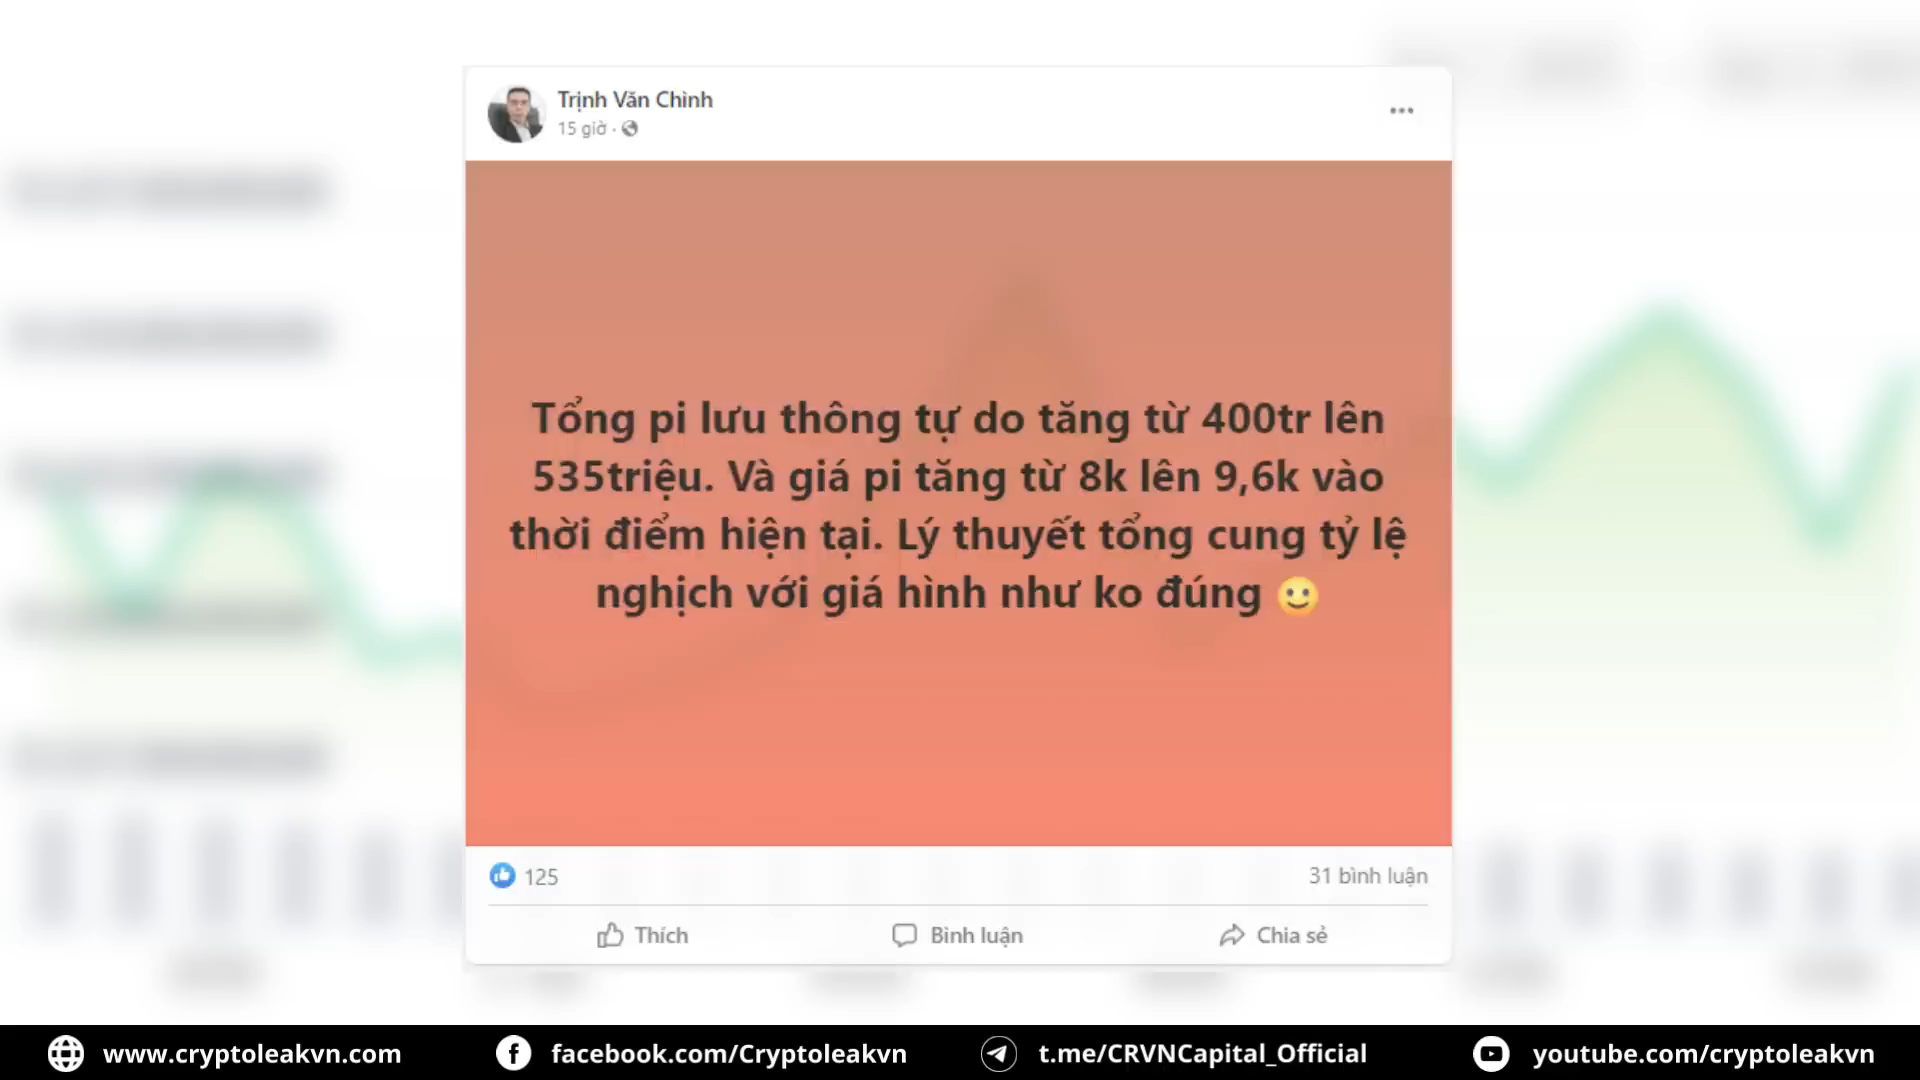 Trịnh Văn Chình
15 giờ ·
Tổng pi lưu thông tự do tăng từ 400tr lên
535triệu. Và giá pi tăng từ 8k lên 9,6k vào
thời điểm hiện tại. Lý thuyết tổng cung tỷ lệ
nghịch với giá hình như ko đúng 🙂
125
31 bình luận
Thích
Bình luận
Chia sẻ
www.cryptoleakvn.com
facebook.com/Cryptoleakvn
t.me/CRVNCapital_Official
youtube.com/cryptoleakvn